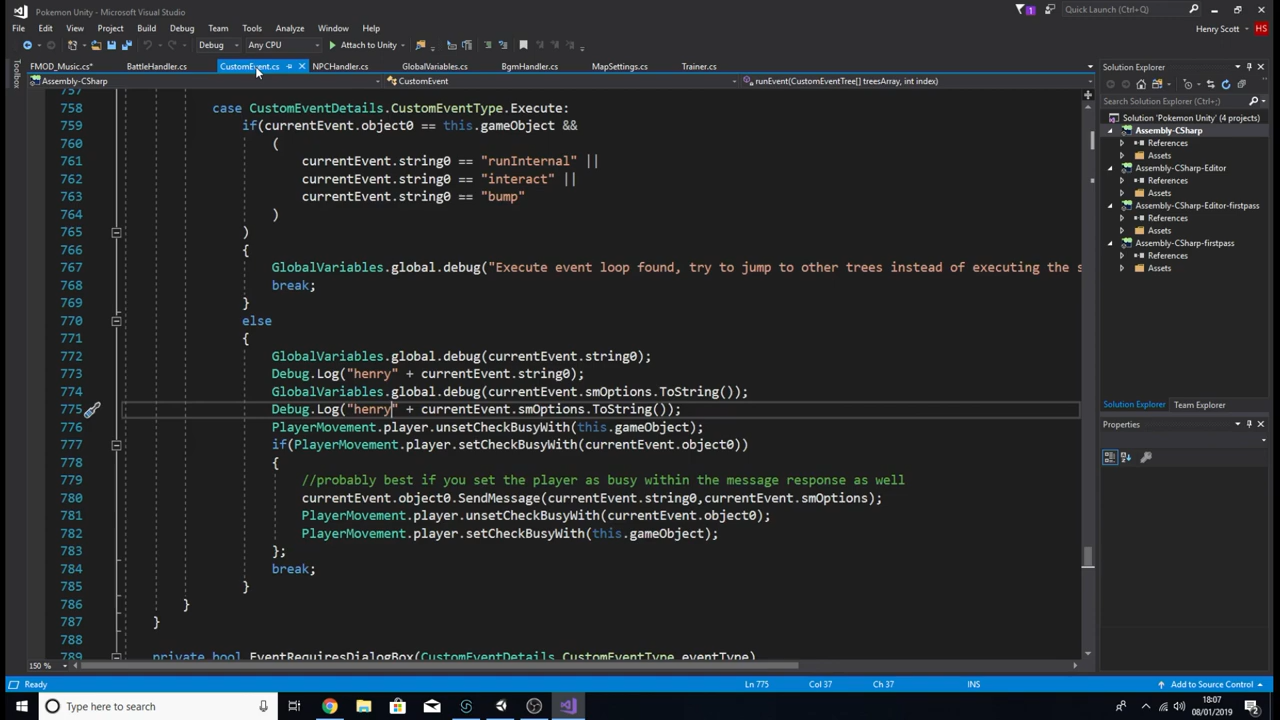 Pokemon Unity - Microsoft Visual Studio
1
Quick Launch (Ctrl+Q)
File Edit View Project Build Debug Team Tools Analyze Window Help
Henry Scott
HS
Debug Any CPU Attach to Unity
FMOD_Music.cs* BattleHandler.cs CustomEvent.cs NPCHandler.cs GlobalVariables.cs BgmHandler.cs MapSettings.cs Trainer.cs
Toolbox
Assembly-CSharp CustomEvent runEvent(CustomEventTree[] treesArray, int index)
757
758 case CustomEventDetails.CustomEventType.Execute:
759 if(currentEvent.object0 == this.gameObject &&
760 (
761 currentEvent.string0 == "runInternal" ||
762 currentEvent.string0 == "interact" ||
763 currentEvent.string0 == "bump"
764 )
765 )
766 {
767 GlobalVariables.global.debug("Execute event loop found, try to jump to other trees instead of executing the s
768 break;
769 }
770 else
771 {
772 GlobalVariables.global.debug(currentEvent.string0);
773 Debug.Log("henry" + currentEvent.string0);
774 GlobalVariables.global.debug(currentEvent.smOptions.ToString());
775 Debug.Log("henry" + currentEvent.smOptions.ToString());
776 PlayerMovement.player.unsetCheckBusyWith(this.gameObject);
777 if(PlayerMovement.player.setCheckBusyWith(currentEvent.object0))
778 {
779 //probably best if you set the player as busy within the message response as well
780 currentEvent.object0.SendMessage(currentEvent.string0,currentEvent.smOptions);
781 PlayerMovement.player.unsetCheckBusyWith(currentEvent.object0);
782 PlayerMovement.player.setCheckBusyWith(this.gameObject);
783 };
784 break;
785 }
786 }
787 }
788
789 private bool EventRequiresDialogBox(CustomEventDetails.CustomEventType eventType)
150 %
Solution Explorer
Search Solution Explorer (Ctrl+;)
Solution 'Pokemon Unity' (4 projects)
Assembly-CSharp
References
Assets
Assembly-CSharp-Editor
References
Assets
Assembly-CSharp-Editor-firstpass
References
Assets
Assembly-CSharp-firstpass
References
Assets
Solution Explorer Team Explorer
Properties
Ready Ln 775 Col 37 Ch 37 INS Add to Source Control
Type here to search
18:07
08/01/2019
2